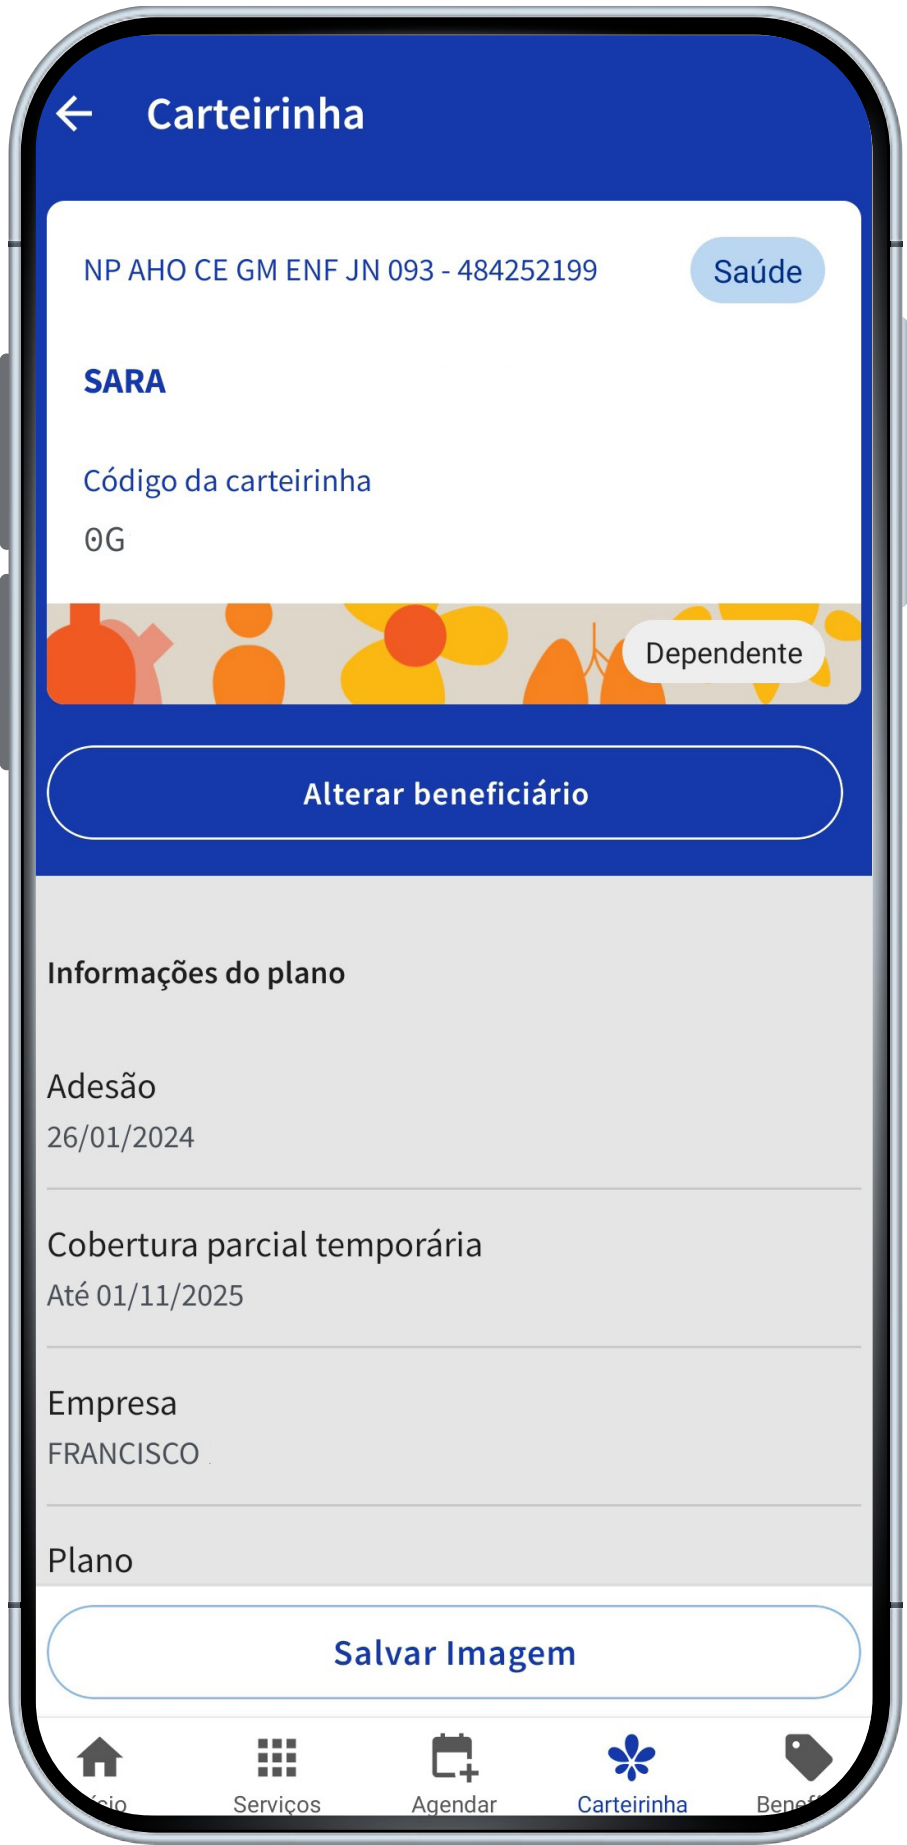 Carteirinha
NP AHO CE GM ENF JN 093 - 484252199
Saúde
SARA
Código da carteirinha
0G
Dependente
Alterar beneficiário
Informações do plano
Adesão
26/01/2024
Cobertura parcial temporária
Até 01/11/2025
Empresa
FRANCISCO
Plano
Salvar Imagem
Serviços
Agendar
Carteirinha